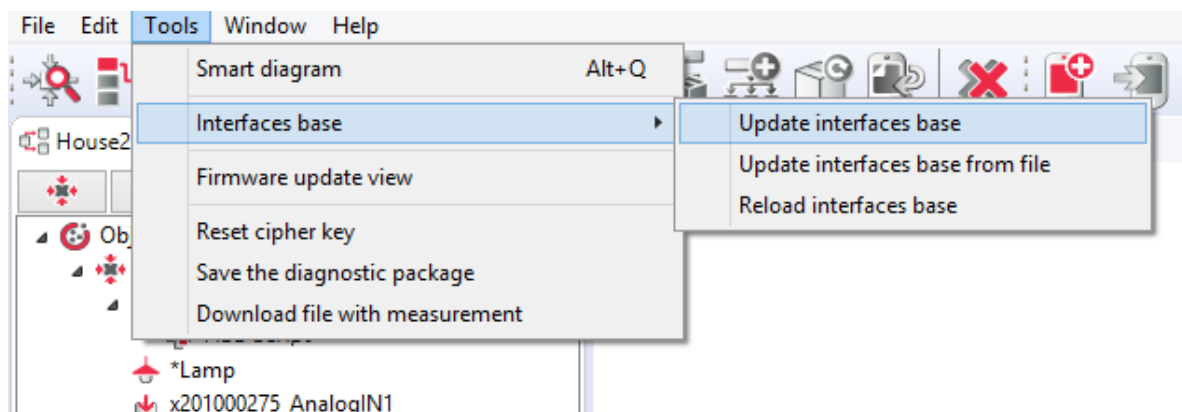 File Edit Tools Window Help
Smart diagram Alt+Q
Interfaces base
Update interfaces base
House2
Update interfaces base from file
Firmware update view
Reload interfaces base
Reset cipher key
Obj
Save the diagnostic package
Download file with measurement
*Lamp
x201000275_AnalogIN1